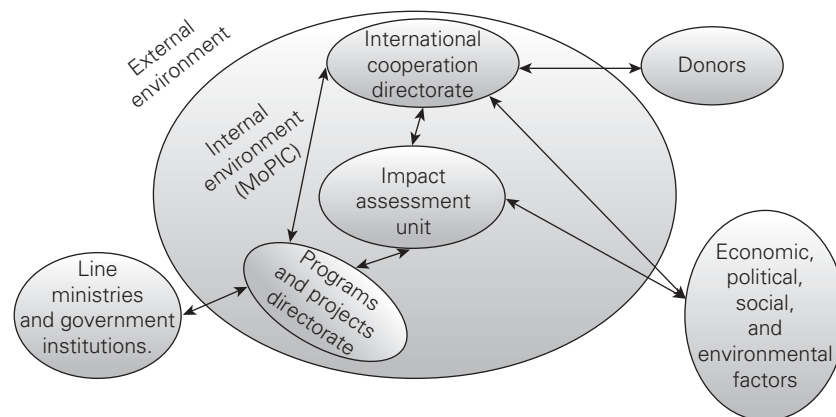 External
environment
International
cooperation
directorate
Donors
Internal
environment
(MoPIC)
Impact
assessment
unit
Programs
and projects
directorate
Line
ministries
and government
institutions.
Economic,
political,
social,
and
environmental
factors